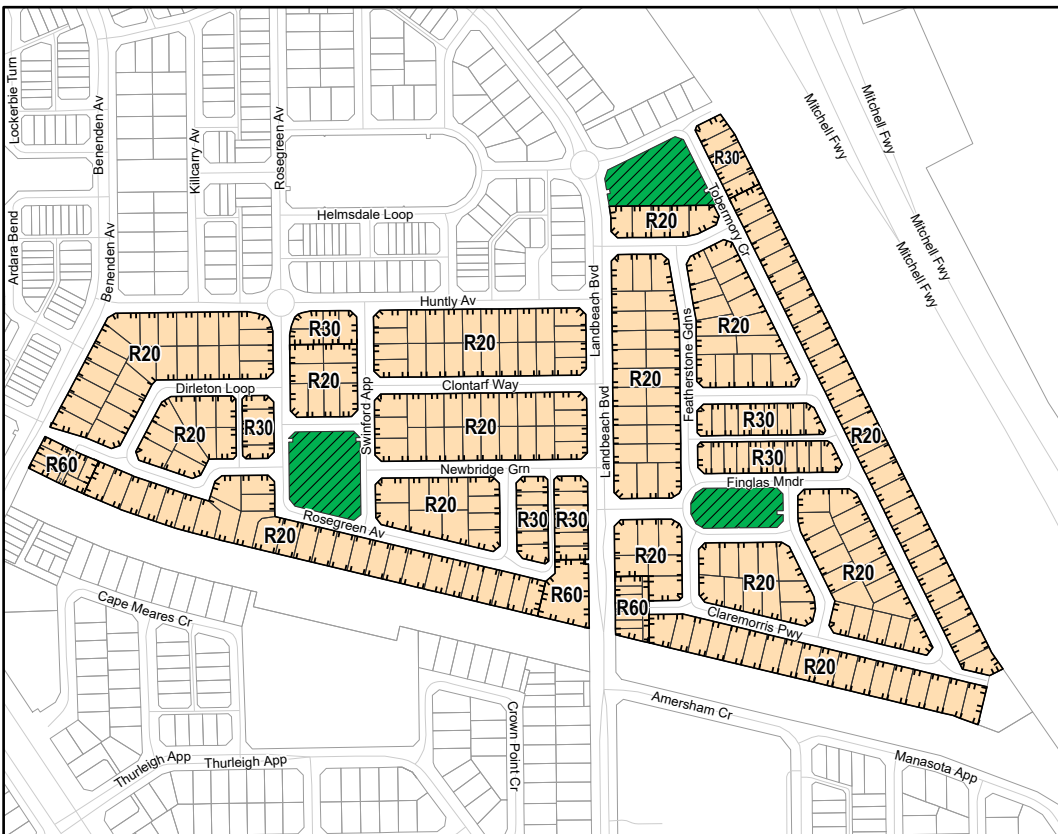 Lockerbie Turn
Benenden Av
Killcarry Av
Rosegreen Av
Mitchell Fwy
Mitchell Fwy
R30
Tobermory Cr
Helmsdale Loop
R20
Ardara Bend
Benenden Av
Mitchell Fwy
Mitchell Fwy
Huntly Av
Landbeach Bvd
Featherstone Gdns
R20
R30
R20
R20
R20
R20
Dirleton Loop
Swinford App
Clontarf Way
R20
R30
R20
Landbeach Bvd
R30
R20
R30
R60
Newbridge Grn
Finglas Mndr
R20
R30
R30
Rosegreen Av
R20
R20
R20
R20
R60
R60
Claremorris Pwy
Cape Meares Cr
R20
Crown Point Cr
Amersham Cr
Thurleigh App
Thurleigh App
Manasota App